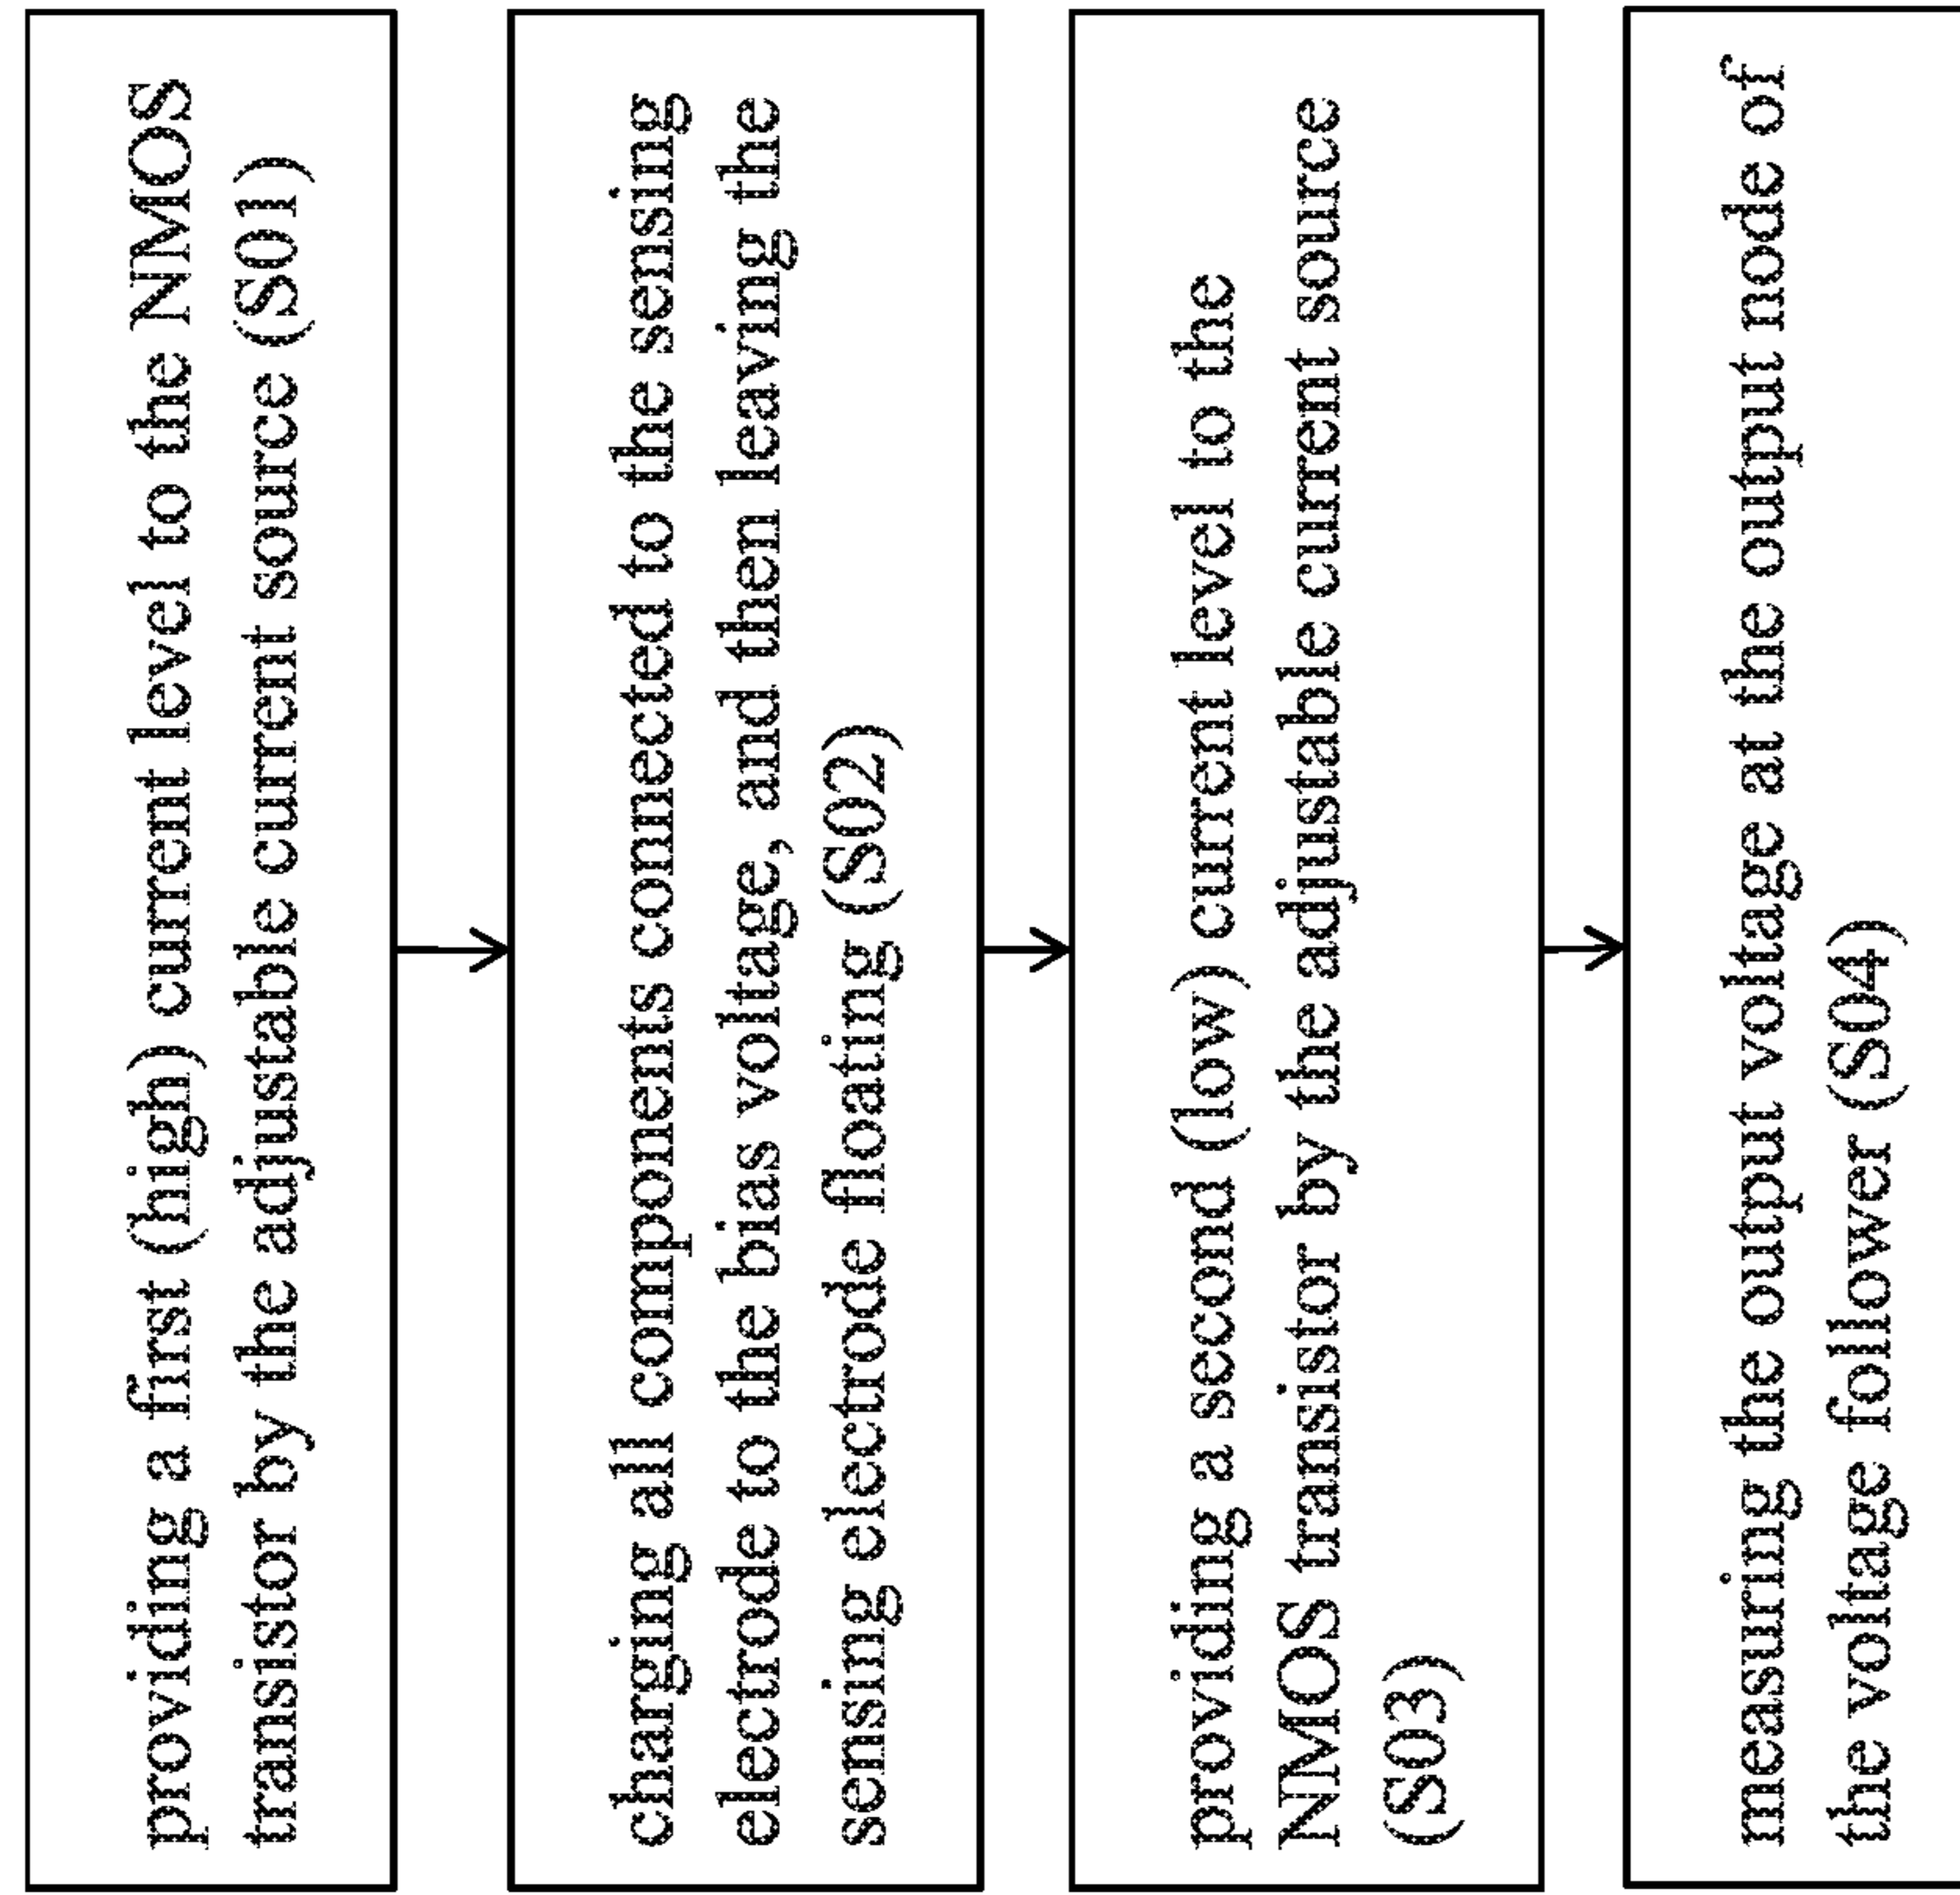 providing a first (high) current level to the NMOS
transistor by the adjustable current source (S01)
charging all components connected to the sensing
electrode to the bias voltage, and then leaving the
sensing electrode floating (S02)
providing a second (low) current level to the
NMOS transistor by the adjustable current source
(S03)
measuring the output voltage at the output node of
the voltage follower (S04)